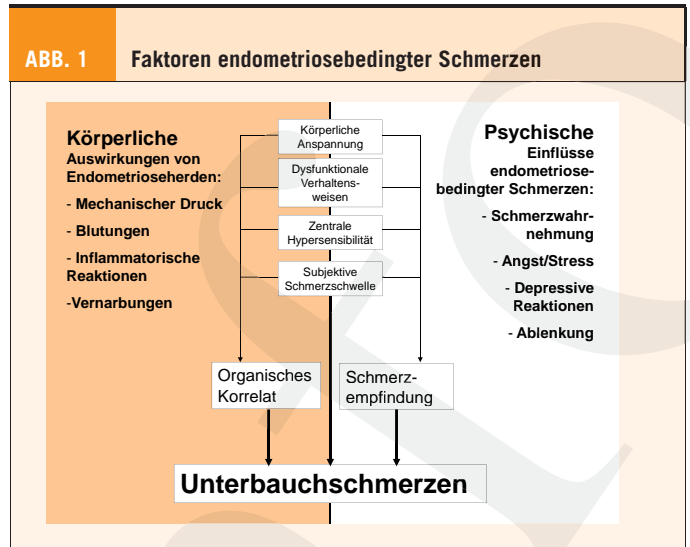 ABB. 1
Faktoren endometriosebedingter Schmerzen
Körperliche
Auswirkungen von
Endometrioseherden:
- Mechanischer Druck
- Blutungen
- Inflammatorische
Reaktionen
-Vernarbungen
Körperliche
Anspannung
Dysfunktionale
Verhaltens-
weisen
Zentrale
Hypersensibilität
Subjektive
Schmerzschwelle
Psychische
Einflüsse
endometriose-
bedingter Schmerzen:
- Schmerzwahr-
nehmung
- Angst/Stress
- Depressive
Reaktionen
- Ablenkung
Organisches
Korrelat
Schmerz-
empfindung
Unterbauchschmerzen